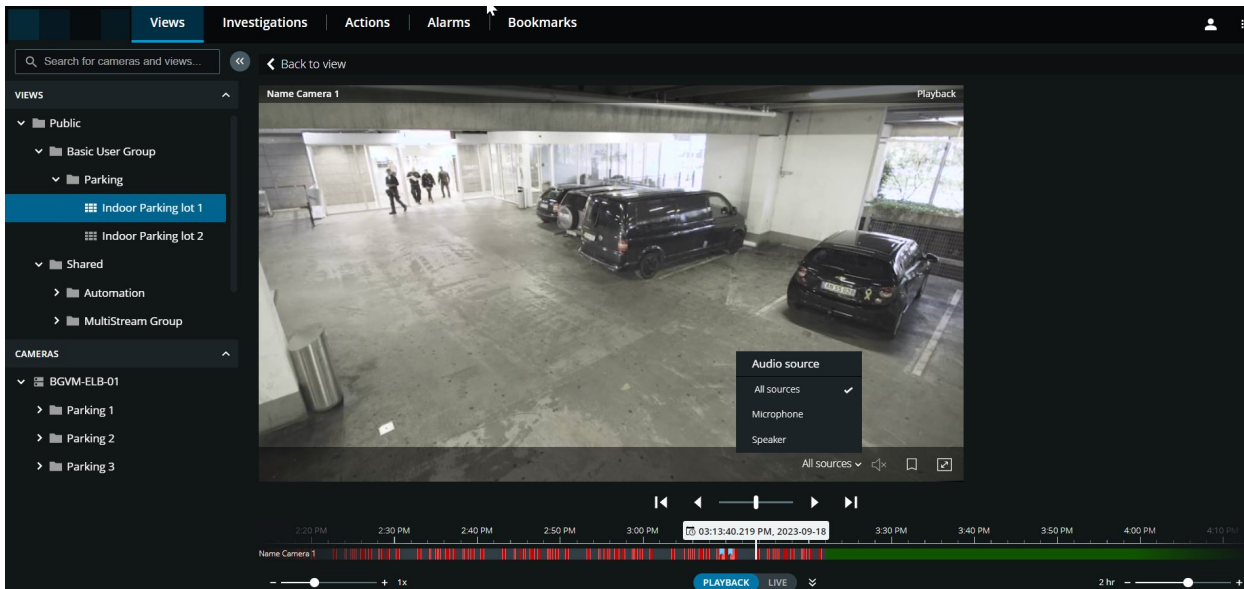 Views
Investigations
Actions
Alarms
Bookmarks
Search for cameras and views...
Back to view
VIEWS
Public
Basic User Group
Parking
Indoor Parking lot 1
Indoor Parking lot 2
Shared
Automation
MultiStream Group
CAMERAS
BGVM-ELB-01
Parking 1
Parking 2
Parking 3
Name Camera 1
Playback
Audio source
All sources
Microphone
Speaker
All sources
2:20 PM 2:30 PM 2:40 PM 2:50 PM 3:00 PM 03:13:40.219 PM, 2023-09-18 3:30 PM 3:40 PM 3:50 PM 4:00 PM 4:10 PM
Name Camera 1
- + 1x
PLAYBACK LIVE
2 hr - +